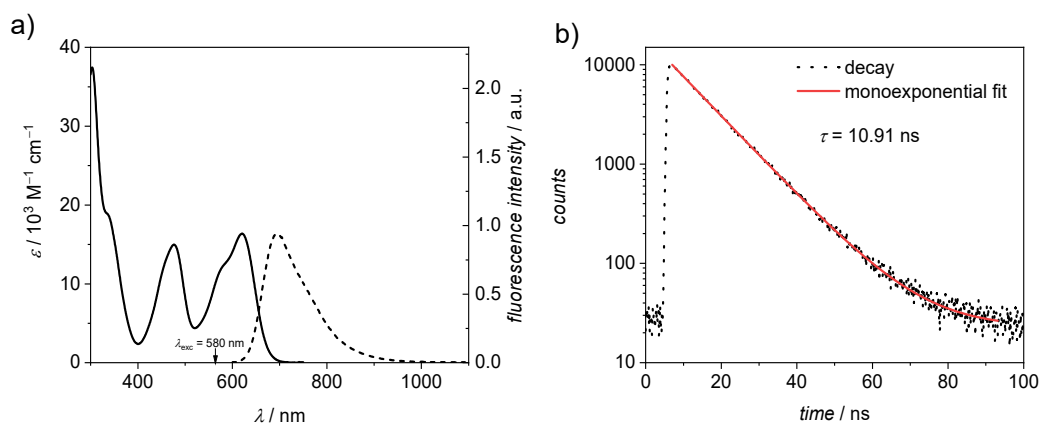 a)
40
30
20
10
0
ε / 10³ M⁻¹ cm⁻¹
400 600 800 1000
λ / nm
λexc = 580 nm
2.0
1.5
1.0
0.5
0.0
fluorescence intensity / a.u.
b)
10000
1000
100
10
counts
0 20 40 60 80 100
time / ns
decay
monoexponential fit
τ = 10.91 ns